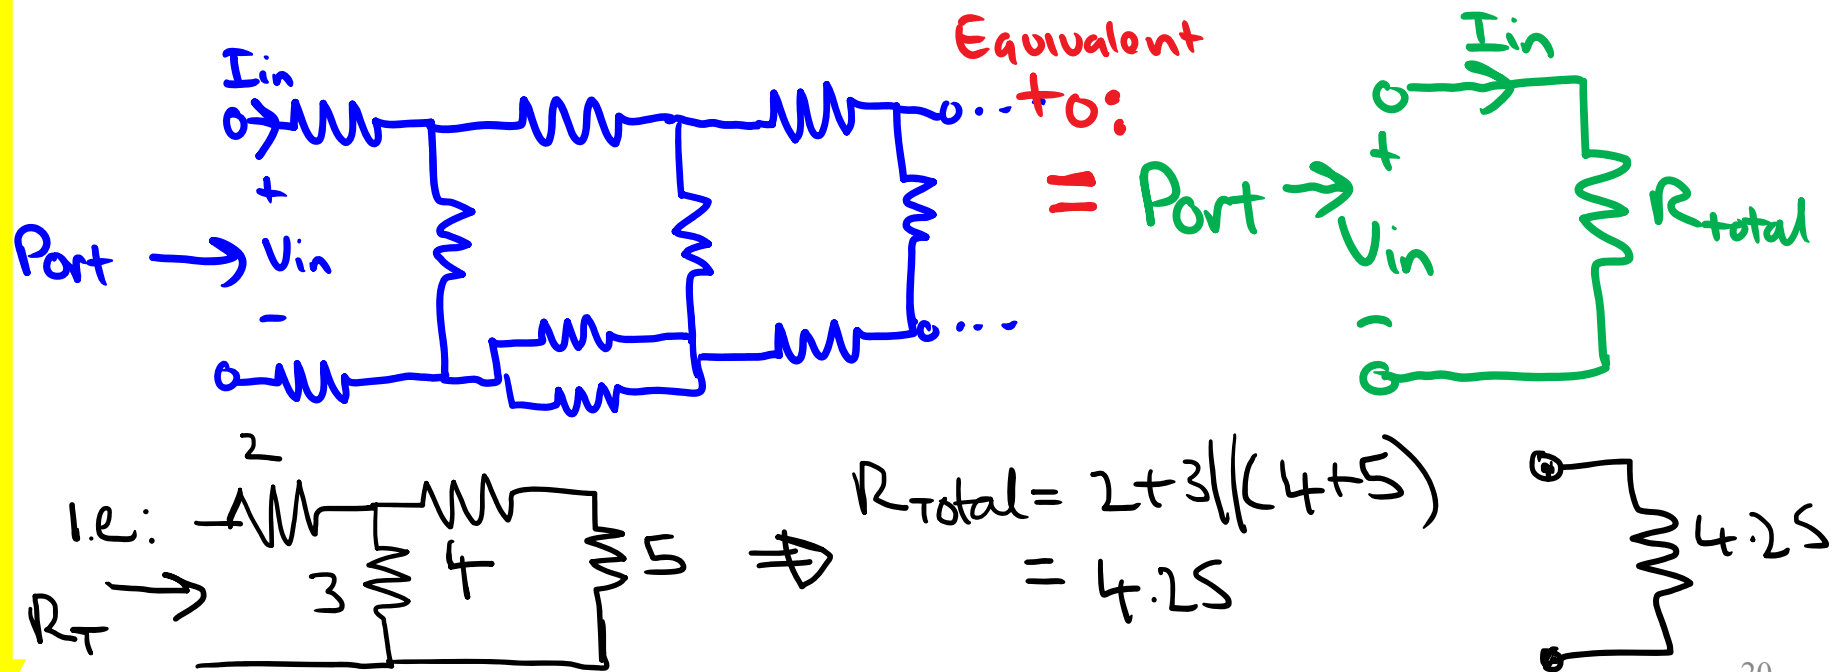 Equivalent
to:
Iin
+
Port → Vin
-
...
...
=
Port →
Iin
+
Vin
-
Rtotal
i.e:
RT →
2
3
4
5
⇒
RTotal = 2+3||(4+5)
= 4.25
4.25